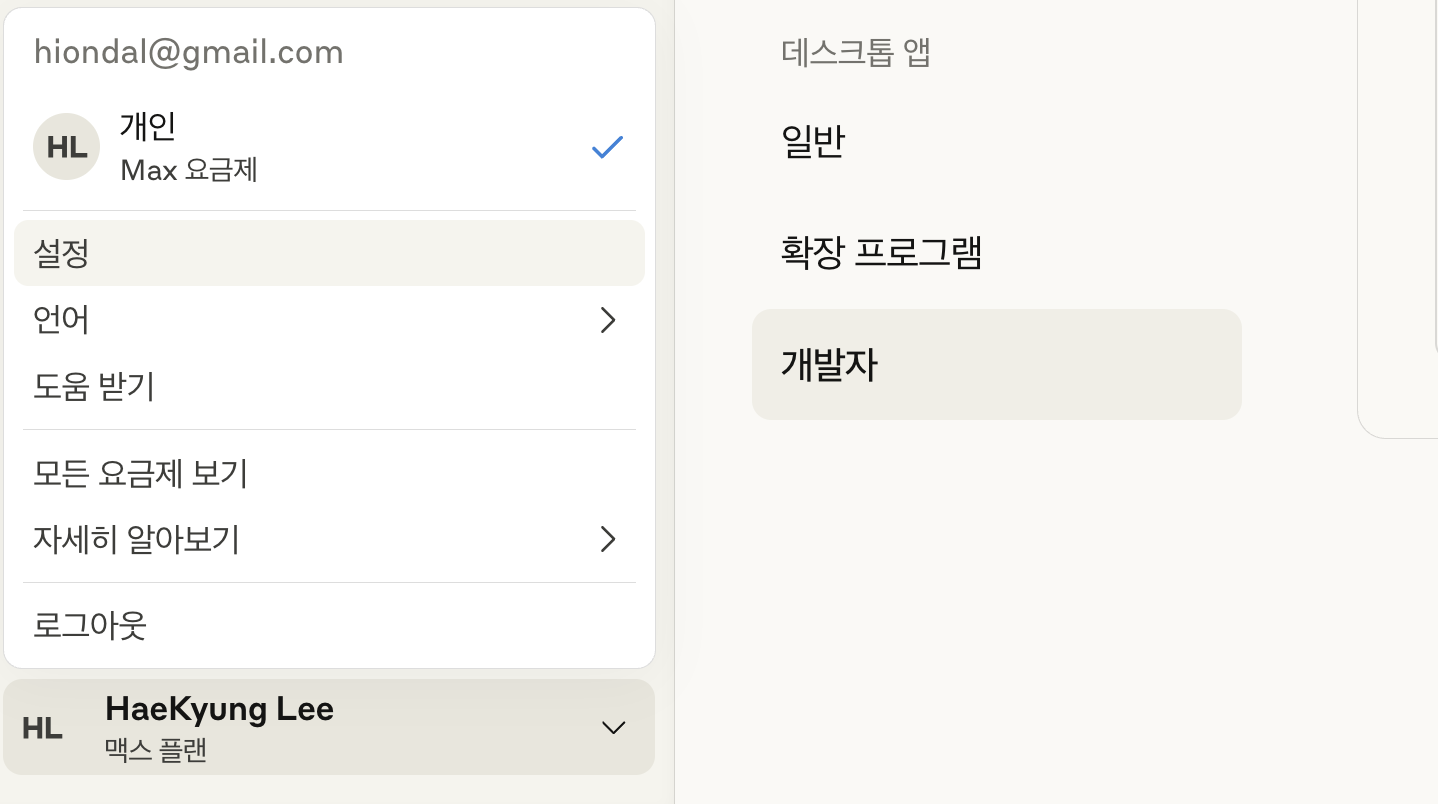 hiondal@gmail.com
HL
개인
Max 요금제
설정
언어
도움 받기
모든 요금제 보기
자세히 알아보기
로그아웃
HL
HaeKyung Lee
맥스 플랜
데스크톱 앱
일반
확장 프로그램
개발자